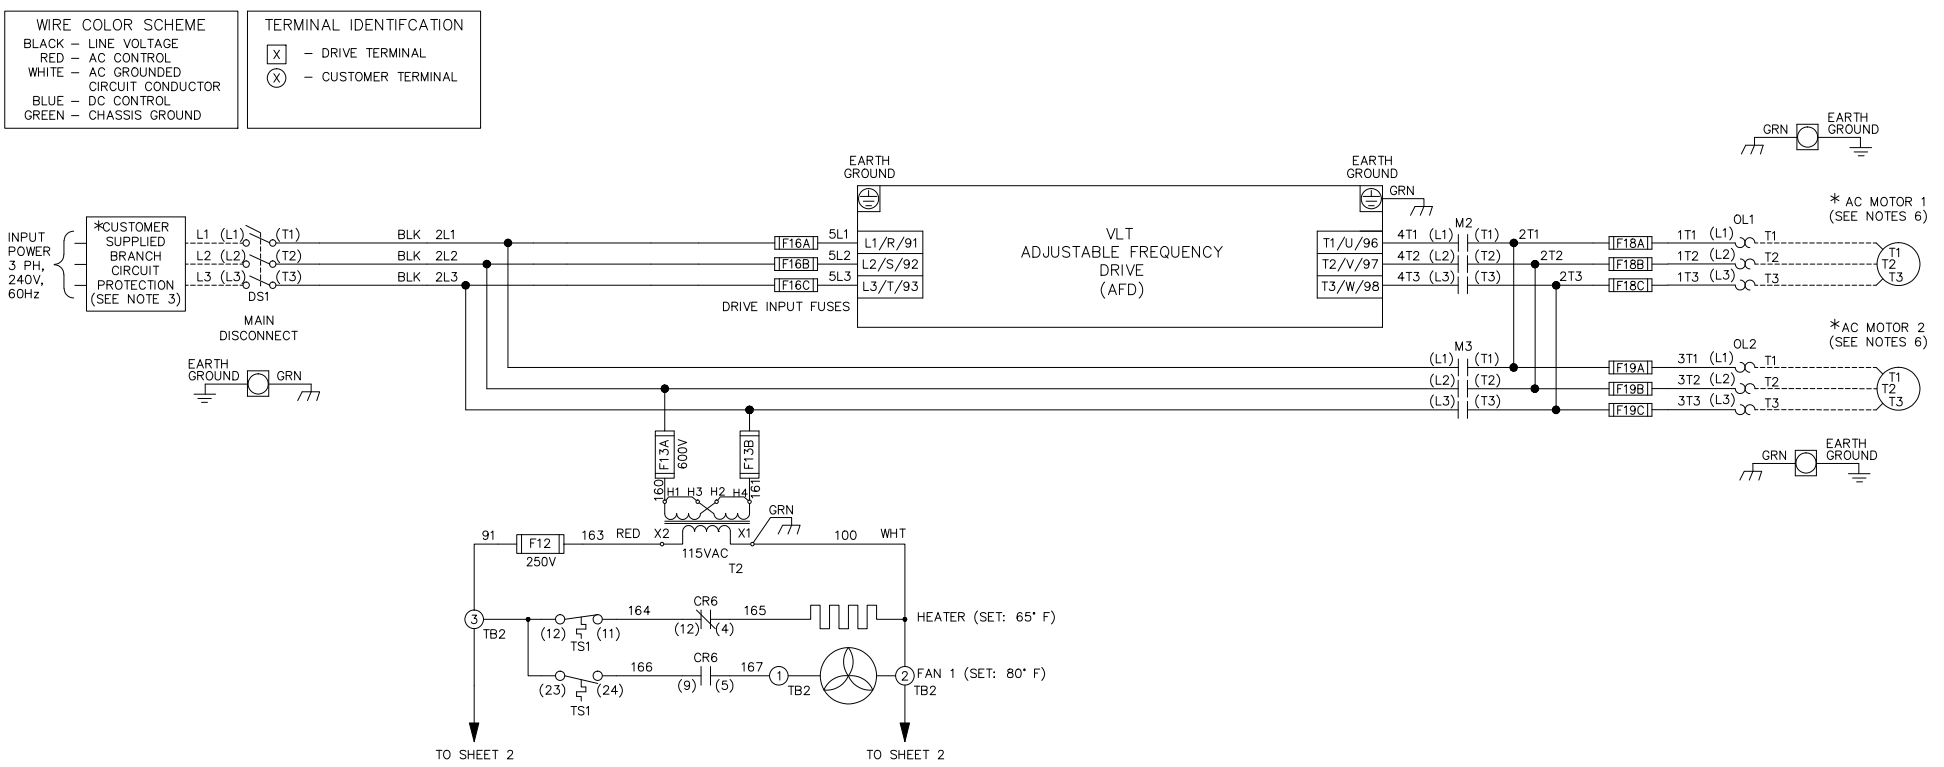 WIRE COLOR SCHEME
BLACK – LINE VOLTAGE
RED – AC CONTROL
WHITE – AC GROUNDED
CIRCUIT CONDUCTOR
BLUE – DC CONTROL
GREEN – CHASSIS GROUND
TERMINAL IDENTIFCATION
X – DRIVE TERMINAL
X – CUSTOMER TERMINAL
INPUT
POWER
3 PH,
240V,
60Hz
*CUSTOMER
SUPPLIED
BRANCH
CIRCUIT
PROTECTION
(SEE NOTE 3)
L1 (L1) (T1)
L2 (L2) (T2)
L3 (L3) (T3)
DS1
MAIN
DISCONNECT
EARTH
GROUND
GRN
BLK 2L1
BLK 2L2
BLK 2L3
F16A 5L1
F16B 5L2
F16C 5L3
DRIVE INPUT FUSES
EARTH
GROUND
L1/R/91
L2/S/92
L3/T/93
VLT
ADJUSTABLE FREQUENCY
DRIVE
(AFD)
EARTH
GROUND
GRN
T1/U/96
T2/V/97
T3/W/98
M2
4T1 (L1) (T1) 2T1
4T2 (L2) (T2) 2T2
4T3 (L3) (T3) 2T3
F18A
F18B
F18C
OL1
1T1 (L1) T1
1T2 (L2) T2
1T3 (L3) T3
GRN
EARTH
GROUND
* AC MOTOR 1
(SEE NOTES 6)
T1
T2
T3
M3
(L1) (T1)
(L2) (T2)
(L3) (T3)
F19A
F19B
F19C
OL2
3T1 (L1) T1
3T2 (L2) T2
3T3 (L3) T3
*AC MOTOR 2
(SEE NOTES 6)
T1
T2
T3
GRN
EARTH
GROUND
F13A
600V
F13B
160
H1 H3 H2 H4
161
GRN
91 F12 163 RED X2 X1 100 WHT
250V
115VAC
T2
3
TB2
(12) (11)
TS1
164
CR6
(12) (4)
165
HEATER (SET: 65° F)
(23) (24)
TS1
166
CR6
(9) (5)
167
1
TB2
2
TB2
FAN 1 (SET: 80° F)
TO SHEET 2
TO SHEET 2